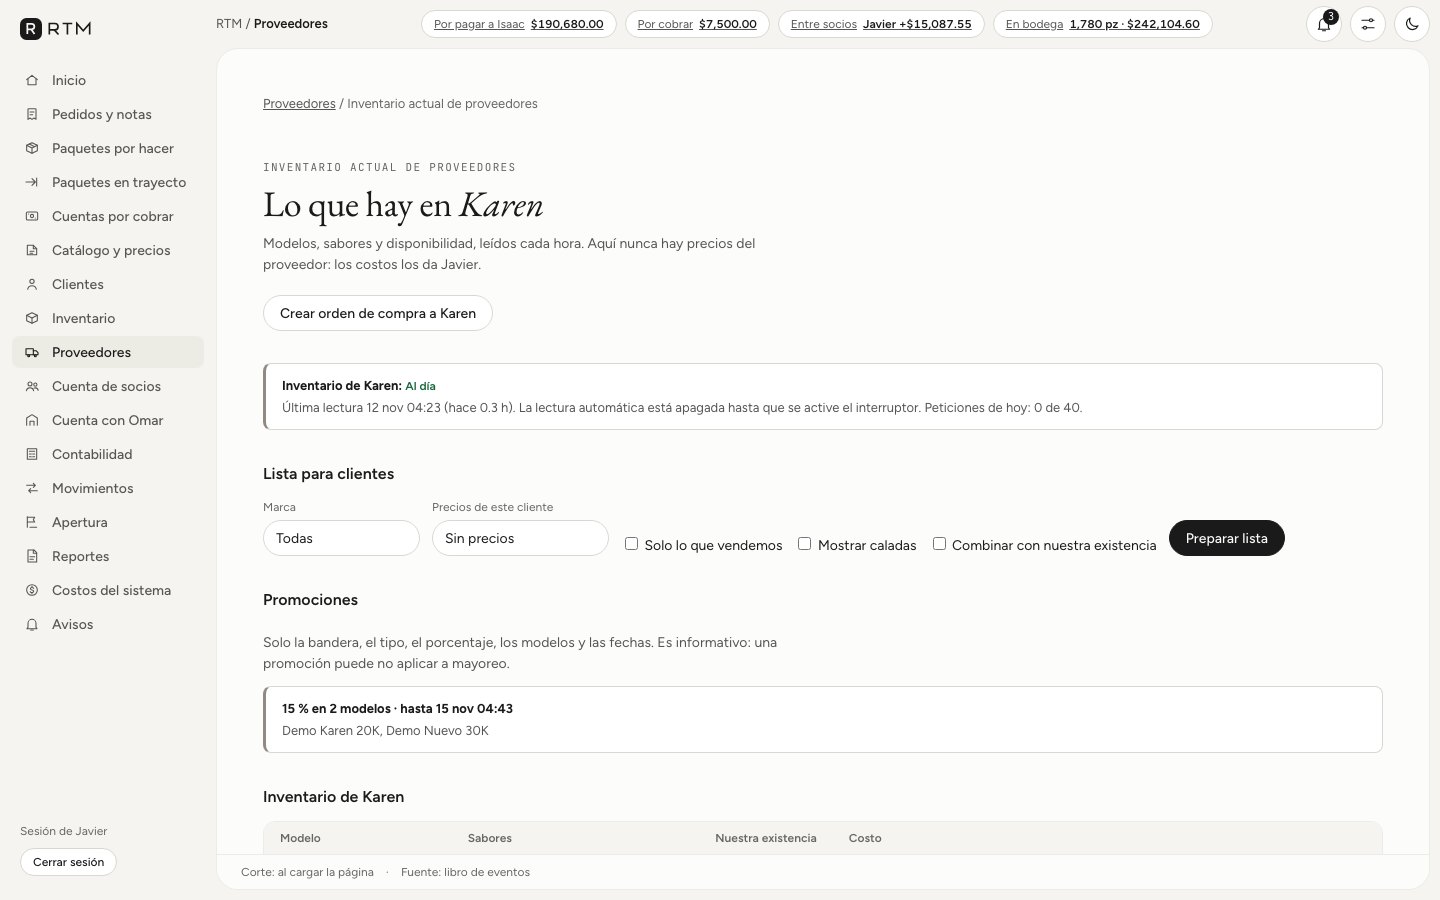 R RTM
RTM / Proveedores
Por pagar a Isaac $190,680.00
Por cobrar $7,500.00
Entre socios Javier +$15,087.55
En bodega 1,780 pz · $242,104.60
3
Inicio
Pedidos y notas
Paquetes por hacer
Paquetes en trayecto
Cuentas por cobrar
Catálogo y precios
Clientes
Inventario
Proveedores
Cuenta de socios
Cuenta con Omar
Contabilidad
Movimientos
Apertura
Reportes
Costos del sistema
Avisos
Sesión de Javier
Cerrar sesión
Proveedores / Inventario actual de proveedores
INVENTARIO ACTUAL DE PROVEEDORES
Lo que hay en Karen
Modelos, sabores y disponibilidad, leídos cada hora. Aquí nunca hay precios del
proveedor: los costos los da Javier.
Crear orden de compra a Karen
Inventario de Karen: Al día
Última lectura 12 nov 04:23 (hace 0.3 h). La lectura automática está apagada hasta que se active el interruptor. Peticiones de hoy: 0 de 40.
Lista para clientes
Marca
Precios de este cliente
Todas
Sin precios
Solo lo que vendemos
Mostrar caladas
Combinar con nuestra existencia
Preparar lista
Promociones
Solo la bandera, el tipo, el porcentaje, los modelos y las fechas. Es informativo: una
promoción puede no aplicar a mayoreo.
15 % en 2 modelos · hasta 15 nov 04:43
Demo Karen 20K, Demo Nuevo 30K
Inventario de Karen
Modelo Sabores Nuestra existencia Costo
Corte: al cargar la página · Fuente: libro de eventos